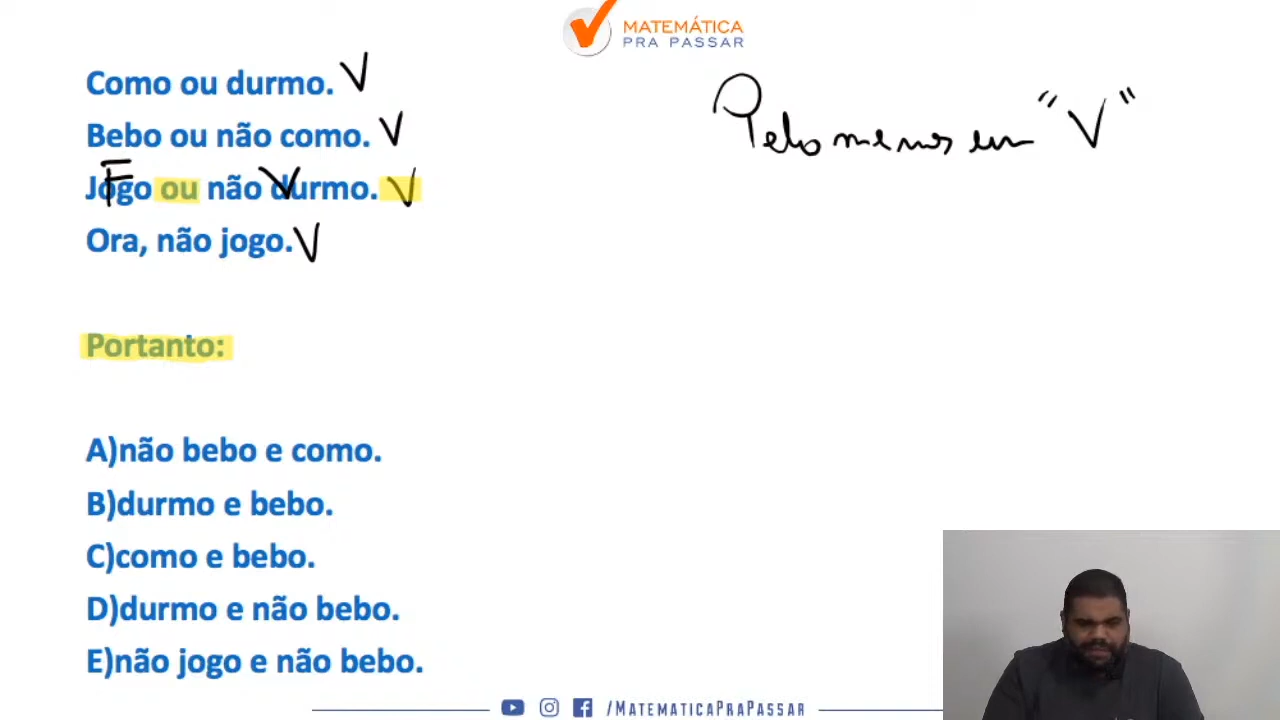 MATEMÁTICA
PRA PASSAR
Como ou durmo. V
Pelo menos um "V"
Bebo ou não como. V
F V
Jogo ou não durmo. V
Ora, não jogo. V
Portanto:
A)não bebo e como.
B)durmo e bebo.
C)como e bebo.
D)durmo e não bebo.
E)não jogo e não bebo.
/MATEMATICAPRAPASSAR